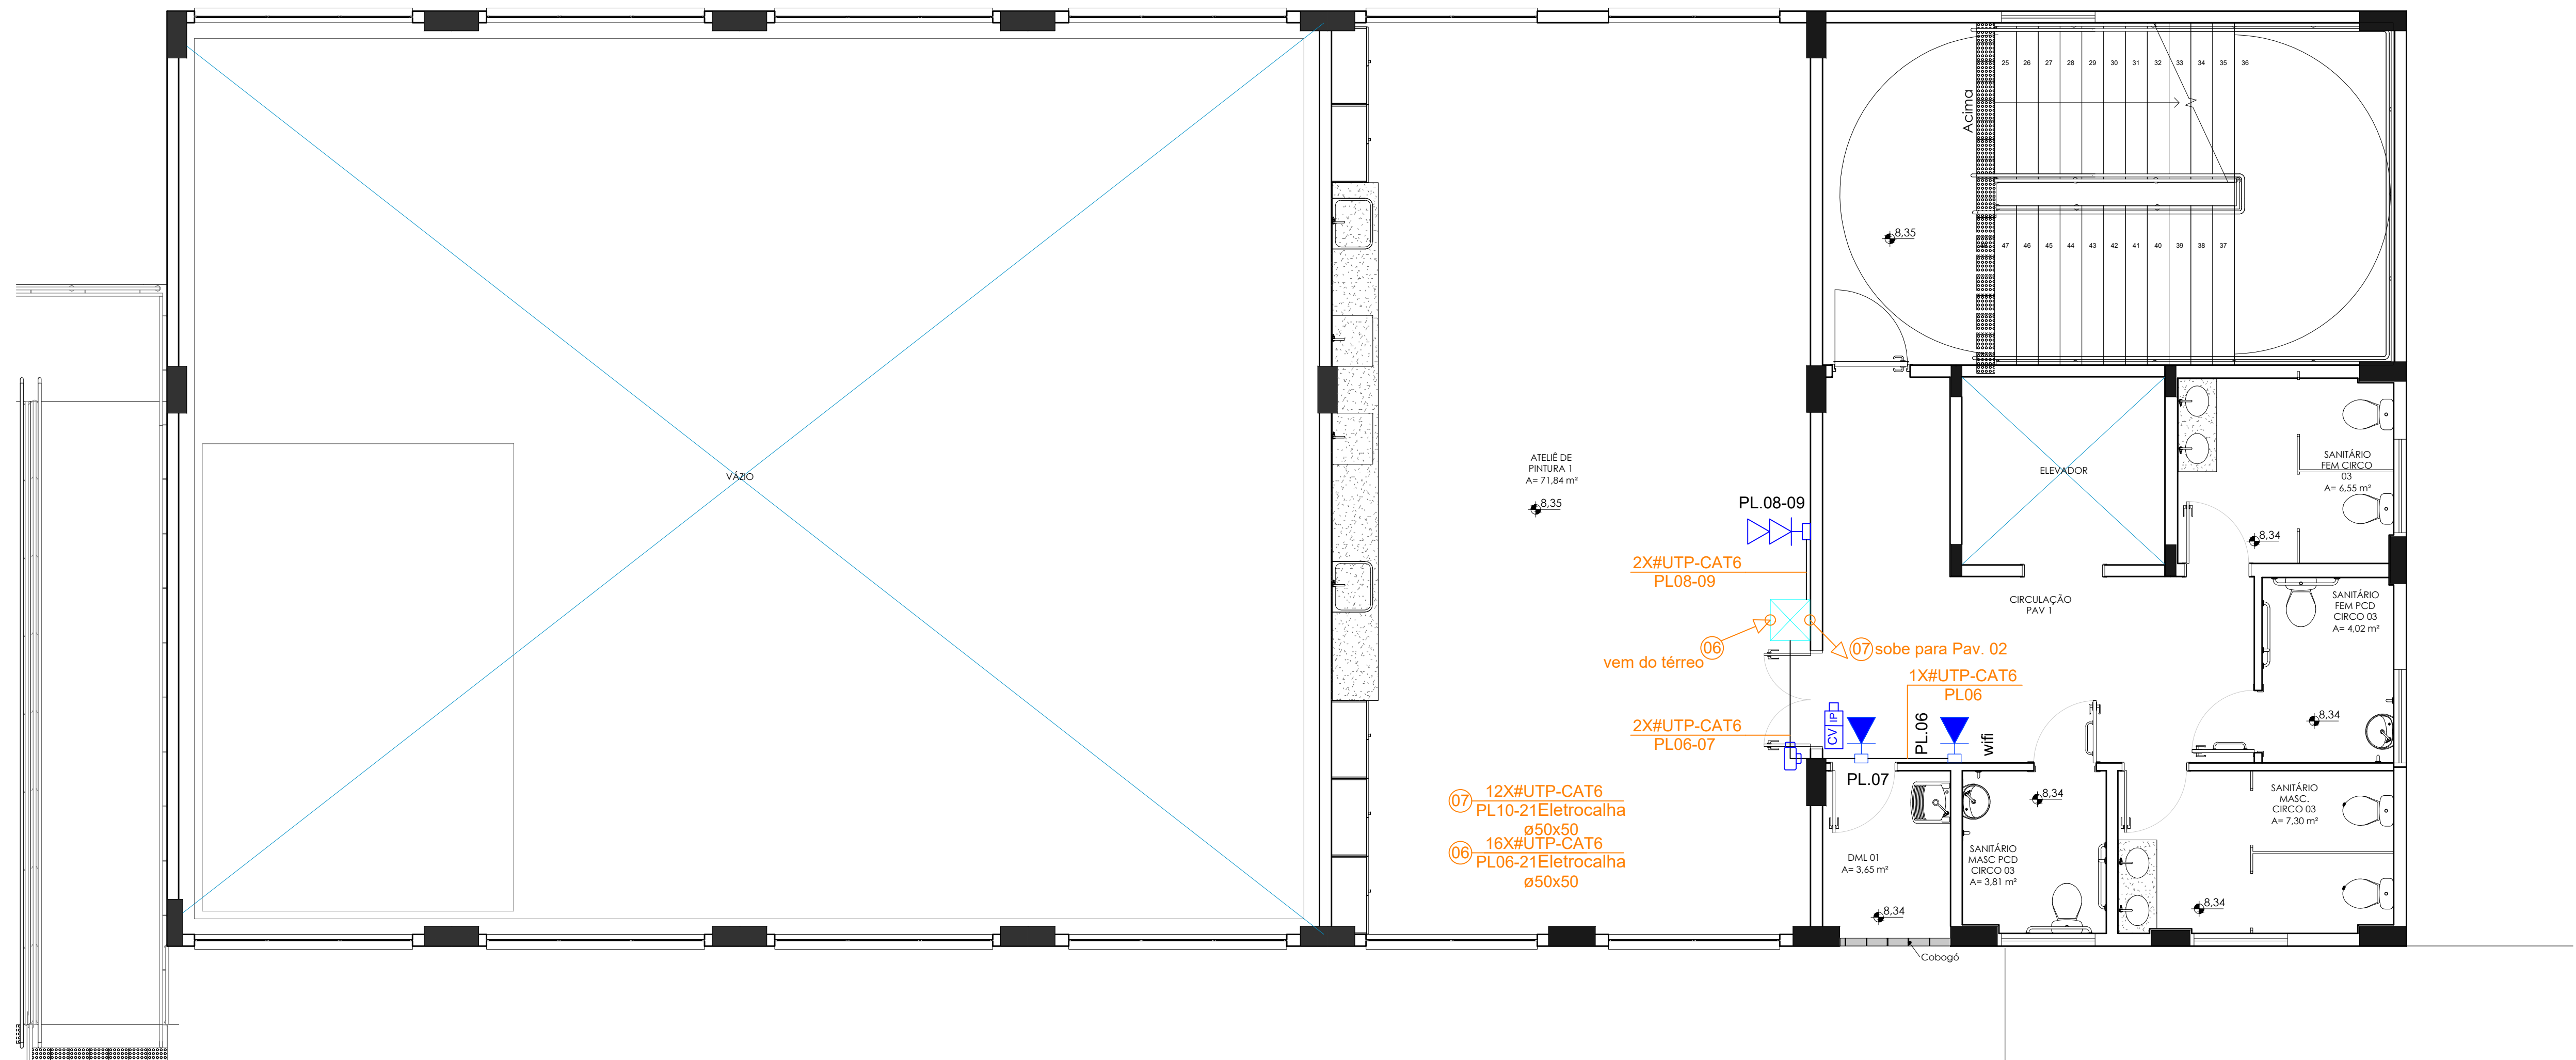 25 26 27 28 29 30 31 32 33 34 35 36
Acima
8,35
47 46 45 44 43 42 41 40 39 38 37
VÁZIO
ATELIÊ DE
PINTURA 1
A= 71,84 m²
8,35
ELEVADOR
SANITÁRIO
FEM CIRCO
03
A= 6,55 m²
8,34
PL.08-09
2X#UTP-CAT6
PL08-09
CIRCULAÇÃO
PAV 1
SANITÁRIO
FEM PCD
CIRCO 03
A= 4,02 m²
06
vem do térreo
07 sobe para Pav. 02
1X#UTP-CAT6
PL06
8,34
2X#UTP-CAT6
PL06-07
CV IP
PL.06
wifi
PL.07
07 12X#UTP-CAT6
PL10-21Eletrocalha
ø50x50
06 16X#UTP-CAT6
PL06-21Eletrocalha
ø50x50
8,34
SANITÁRIO
MASC.
CIRCO 03
A= 7,30 m²
DML 01
A= 3,65 m²
SANITÁRIO
MASC PCD
CIRCO 03
A= 3,81 m²
8,34
8,34
Cobogó